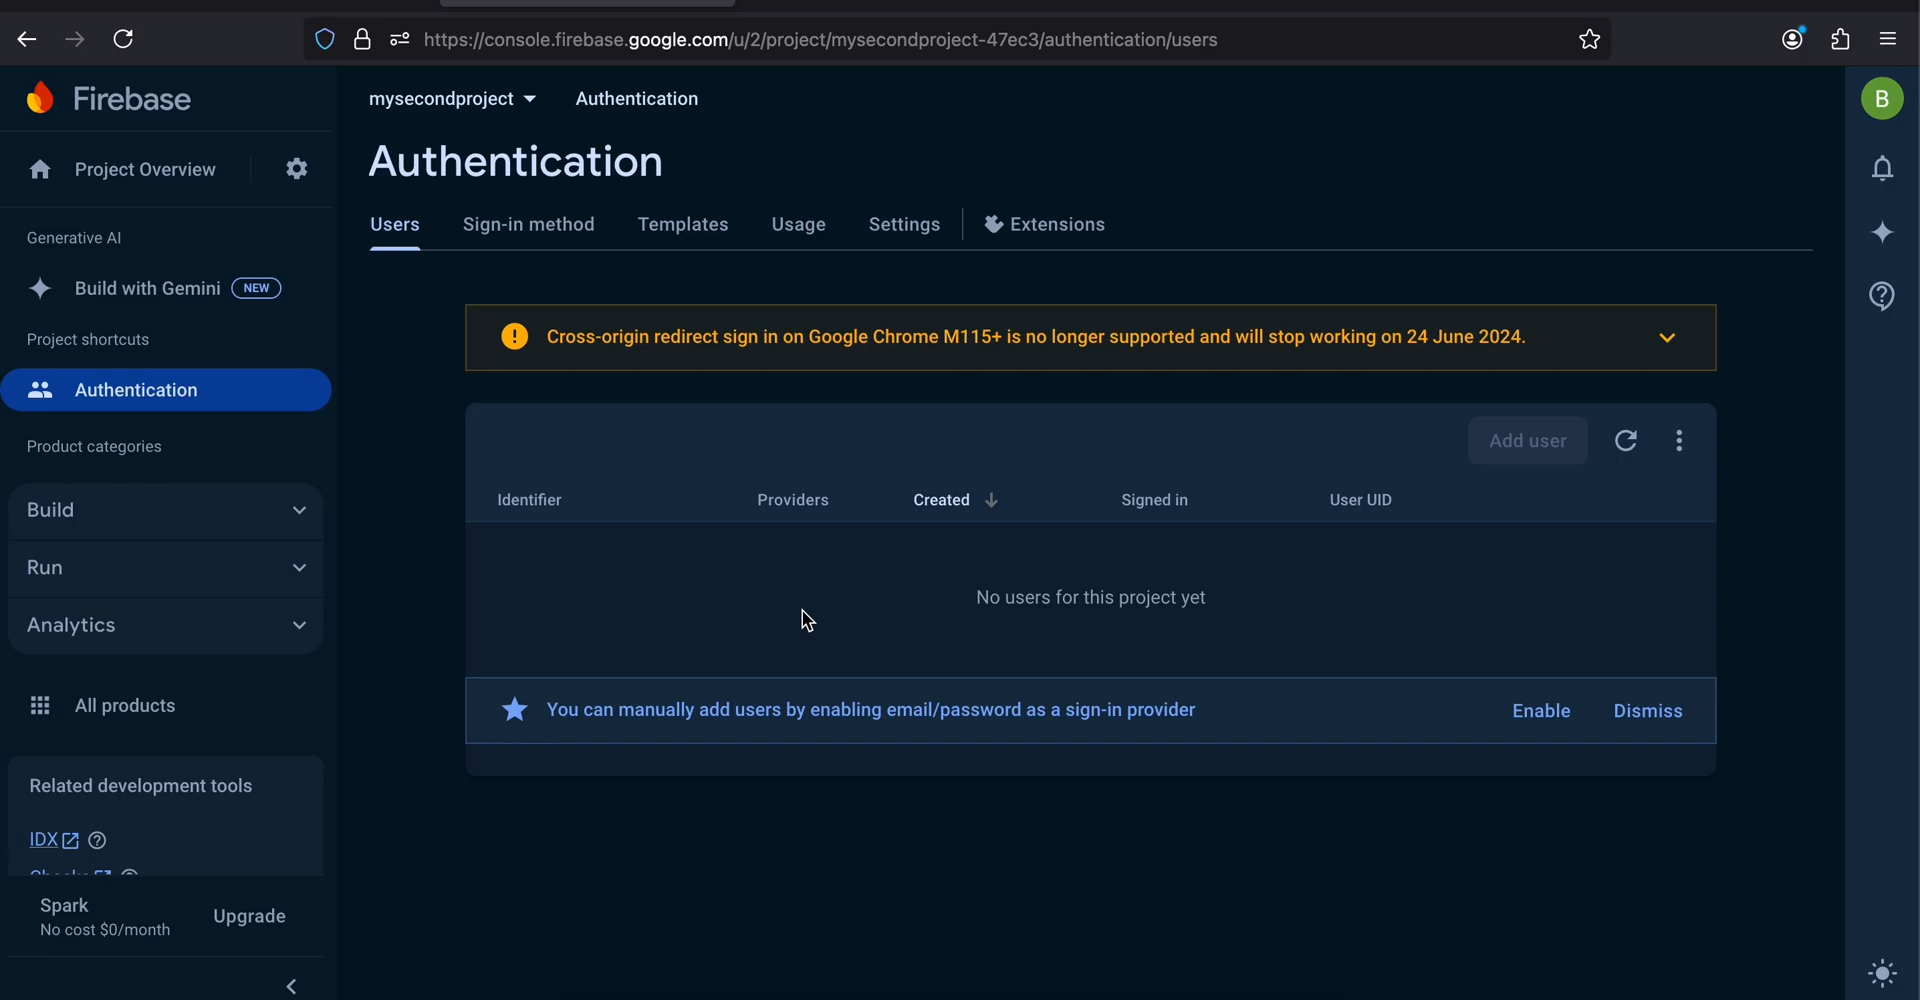 https://console.firebase.google.com/u/2/project/mysecondproject-47ec3/authentication/users
Firebase
mysecondproject
Authentication
B
Authentication
Project Overview
Users
Sign-in method
Templates
Usage
Settings
Extensions
Generative AI
Build with Gemini
NEW
Project shortcuts
Authentication
Product categories
Build
Run
Analytics
All products
Related development tools
IDX
Spark
No cost $0/month
Upgrade
Cross-origin redirect sign in on Google Chrome M115+ is no longer supported and will stop working on 24 June 2024.
Add user
Identifier
Providers
Created
Signed in
User UID
No users for this project yet
You can manually add users by enabling email/password as a sign-in provider
Enable
Dismiss